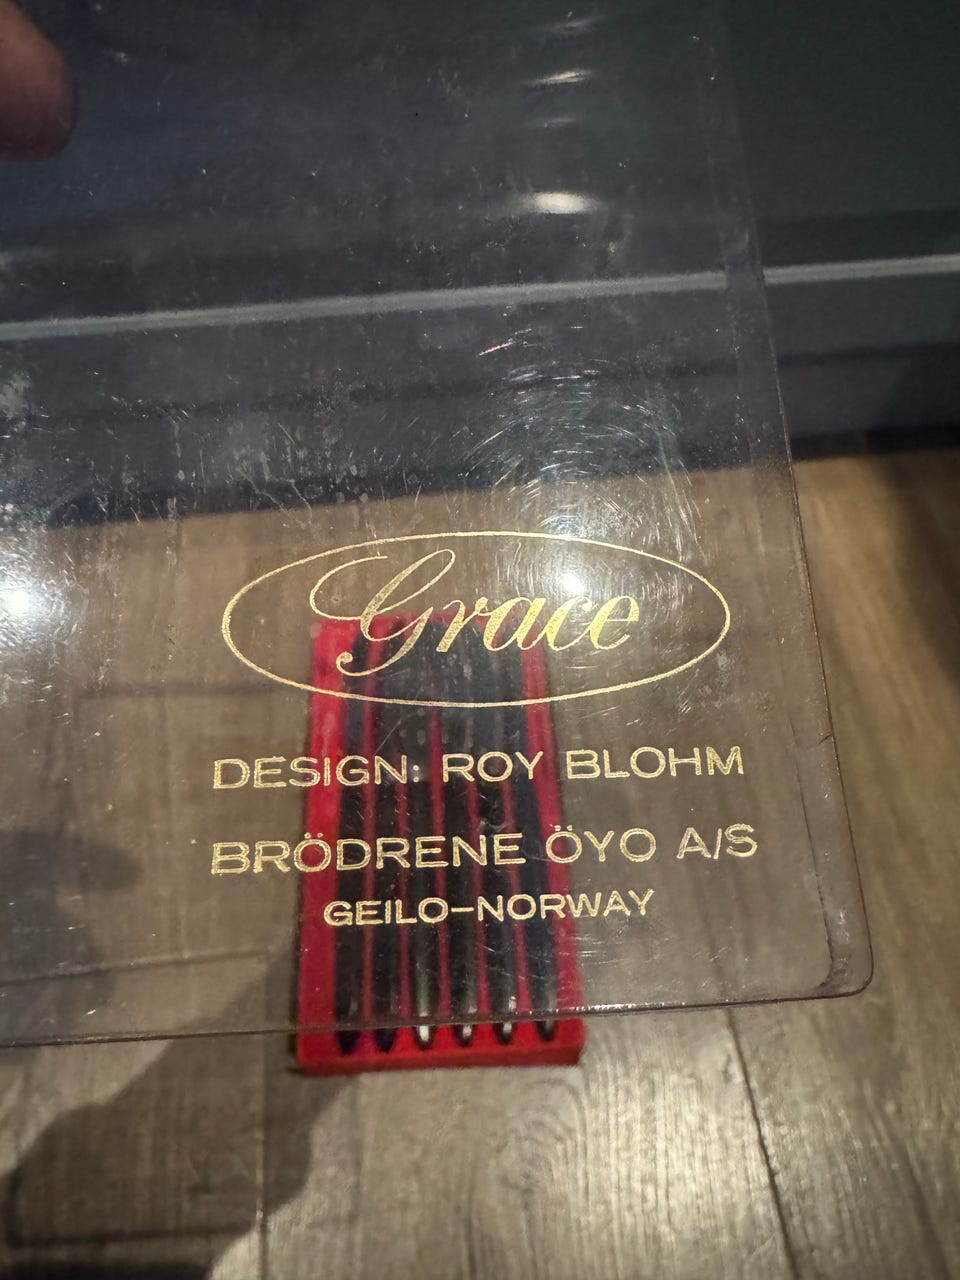 Grace
DESIGN: ROY BLOHM
BRÖDRENE ÖYO A/S
GEILO–NORWAY